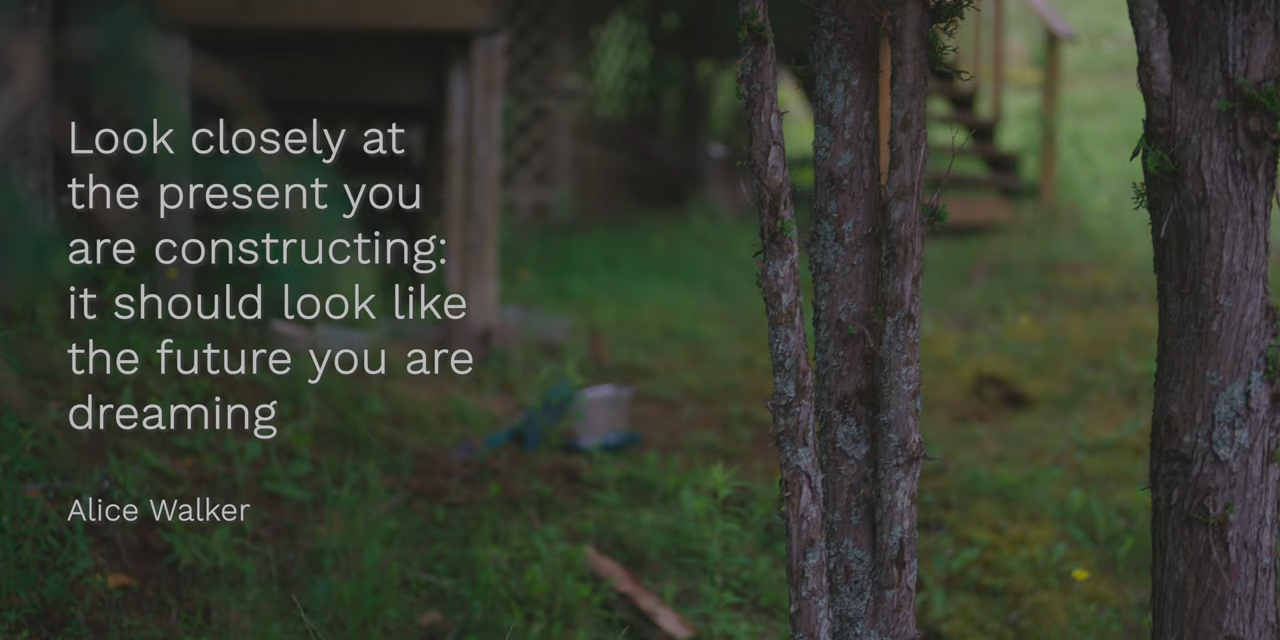 Look closely at
the present you
are constructing:
it should look like
the future you are
dreaming
Alice Walker